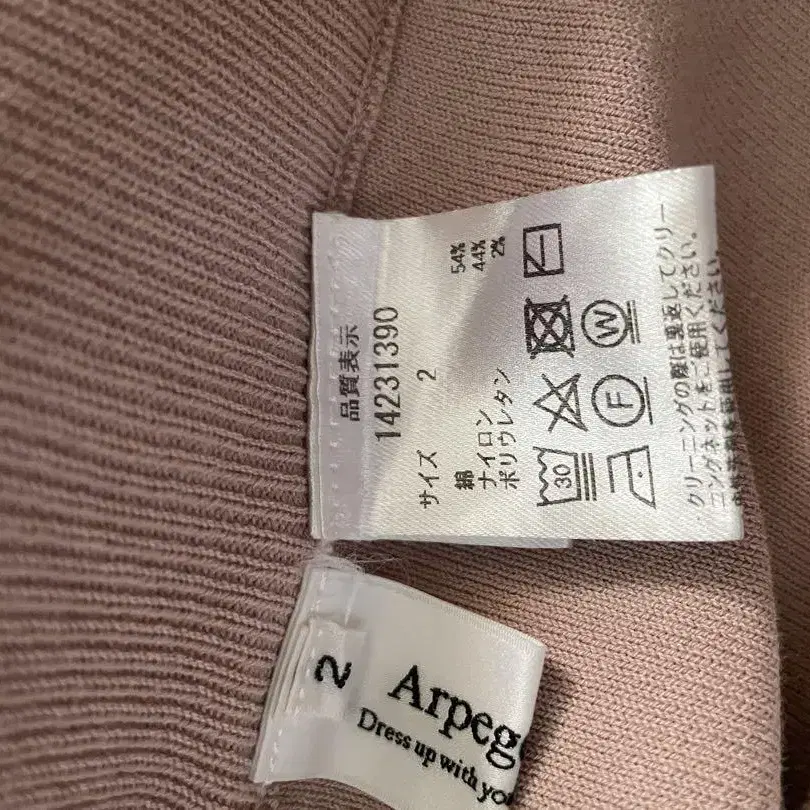 品質表示
14231390
サイズ 2
綿 54%
ナイロン 44%
ポリウレタン 2%
30
F W
・クリーニングの際は裏返してクリー
ニングネットをご使用ください。
2
Arpeg
Dress up with yo